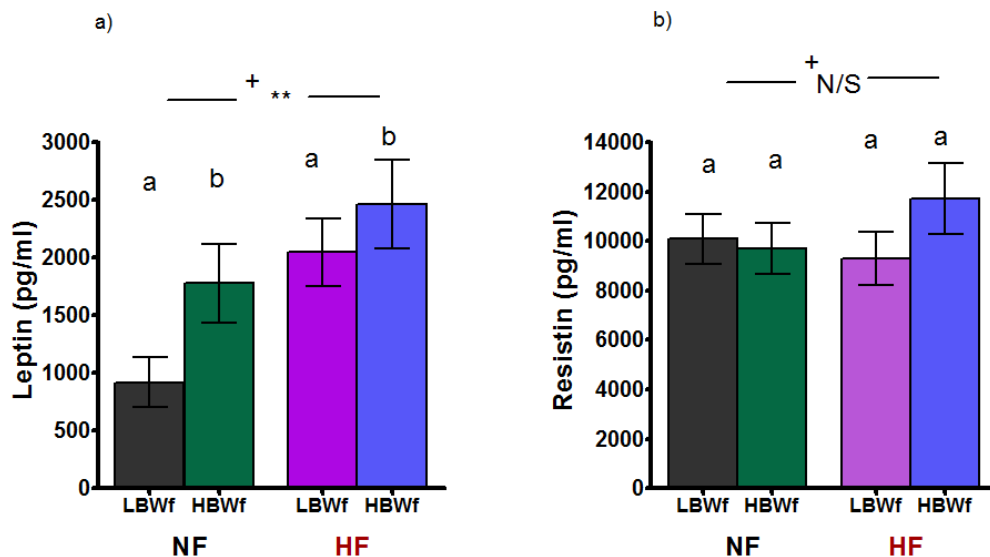 a)
+
**
3000
2500
2000
1500
1000
500
0
Leptin (pg/ml)
a
b
a
b
LBWf HBWf LBWf HBWf
NF HF
b)
+
N/S
14000
12000
10000
8000
6000
4000
2000
0
Resistin (pg/ml)
a
a
a
a
LBWf HBWf LBWf HBWf
NF HF